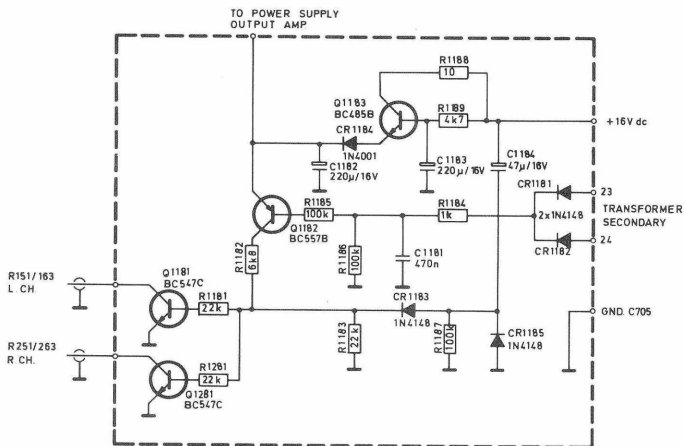 TO POWER SUPPLY
OUTPUT AMP.
R1188
10
Q1183
BC485B
R1189
4k7
+16V dc
CR1184
1N4001
C1182
220µ/16V
C1183
220µ/16V
C1184
47µ/16V
CR1181
23
R1185
100k
R1184
1k
2x1N4148
TRANSFORMER
SECONDARY
Q1182
BC557B
24
CR1182
R1182
6k8
R1186
100k
C1181
470n
R151/163
L. CH.
Q1181
BC547C
R1181
22k
CR1183
1N4148
GND. C705
R1183
22k
R1187
100k
CR1185
1N4148
R251/263
R. CH.
R1281
22k
Q1281
BC547C